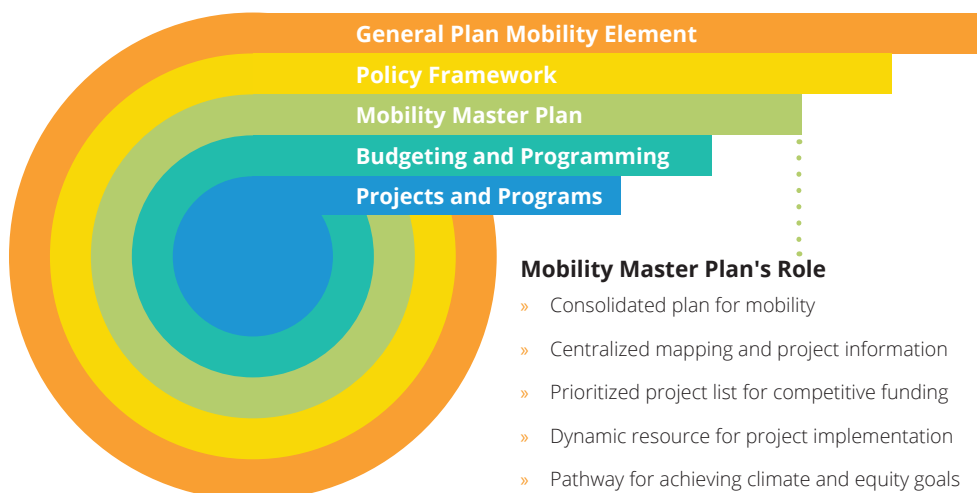 General Plan Mobility Element
Policy Framework
Mobility Master Plan
Budgeting and Programming
Projects and Programs
Mobility Master Plan's Role
» Consolidated plan for mobility
» Centralized mapping and project information
» Prioritized project list for competitive funding
» Dynamic resource for project implementation
» Pathway for achieving climate and equity goals